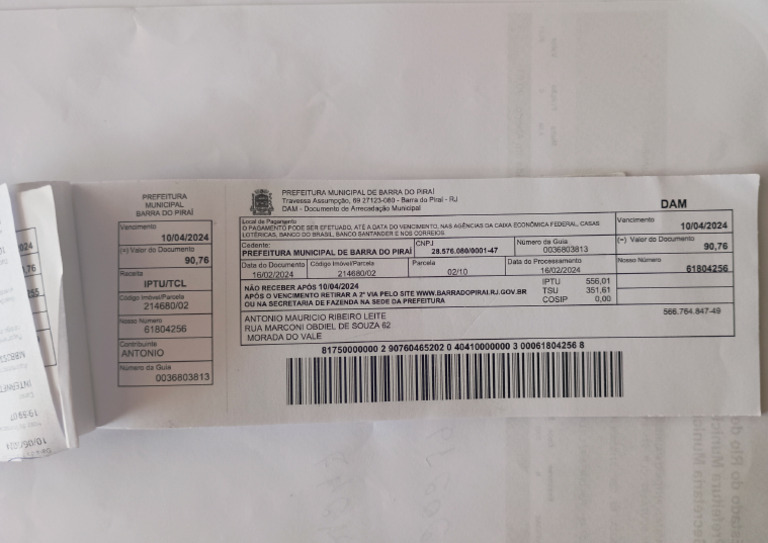 PREFEITURA
MUNICIPAL
BARRA DO PIRAÍ
Vencimento
10/04/2024
(=) Valor do Documento
90,76
Receita
IPTU/TCL
Código Imóvel/Parcela
214680/02
Nosso Número
61804256
Contribuinte
ANTONIO
Número da Guia
0036803813
PREFEITURA MUNICIPAL DE BARRA DO PIRAÍ
Travessa Assumpção, 69 27123-080 - Barra do Piraí - RJ
DAM - Documento de Arrecadação Municipal
DAM
Local de Pagamento
O PAGAMENTO PODE SER EFETUADO, ATÉ A DATA DO VENCIMENTO, NAS AGÊNCIAS DA CAIXA ECONÔMICA FEDERAL, CASAS
LOTÉRICAS, BANCO DO BRASIL, BANCO SANTANDER E NOS CORREIOS.
Vencimento
10/04/2024
Cedente:
PREFEITURA MUNICIPAL DE BARRA DO PIRAÍ
CNPJ
28.576.080/0001-47
Número da Guia
0036803813
(=) Valor do Documento
90,76
Data do Documento
16/02/2024
Código Imóvel/Parcela
214680/02
Parcela
02/10
Data do Processamento
16/02/2024
Nosso Número
61804256
NÃO RECEBER APÓS 10/04/2024
APÓS O VENCIMENTO RETIRAR A 2ª VIA PELO SITE WWW.BARRADOPIRAI.RJ.GOV.BR
OU NA SECRETARIA DE FAZENDA NA SEDE DA PREFEITURA
IPTU 556,01
TSU 351,61
COSIP 0,00
ANTONIO MAURICIO RIBEIRO LEITE
RUA MARCONI OBDIEL DE SOUZA 62
MORADA DO VALE
566.764.847-49
81750000000 2 90760465202 0 40410000000 3 00061804256 8
024
,76
255
19:59:07
10/05/2024